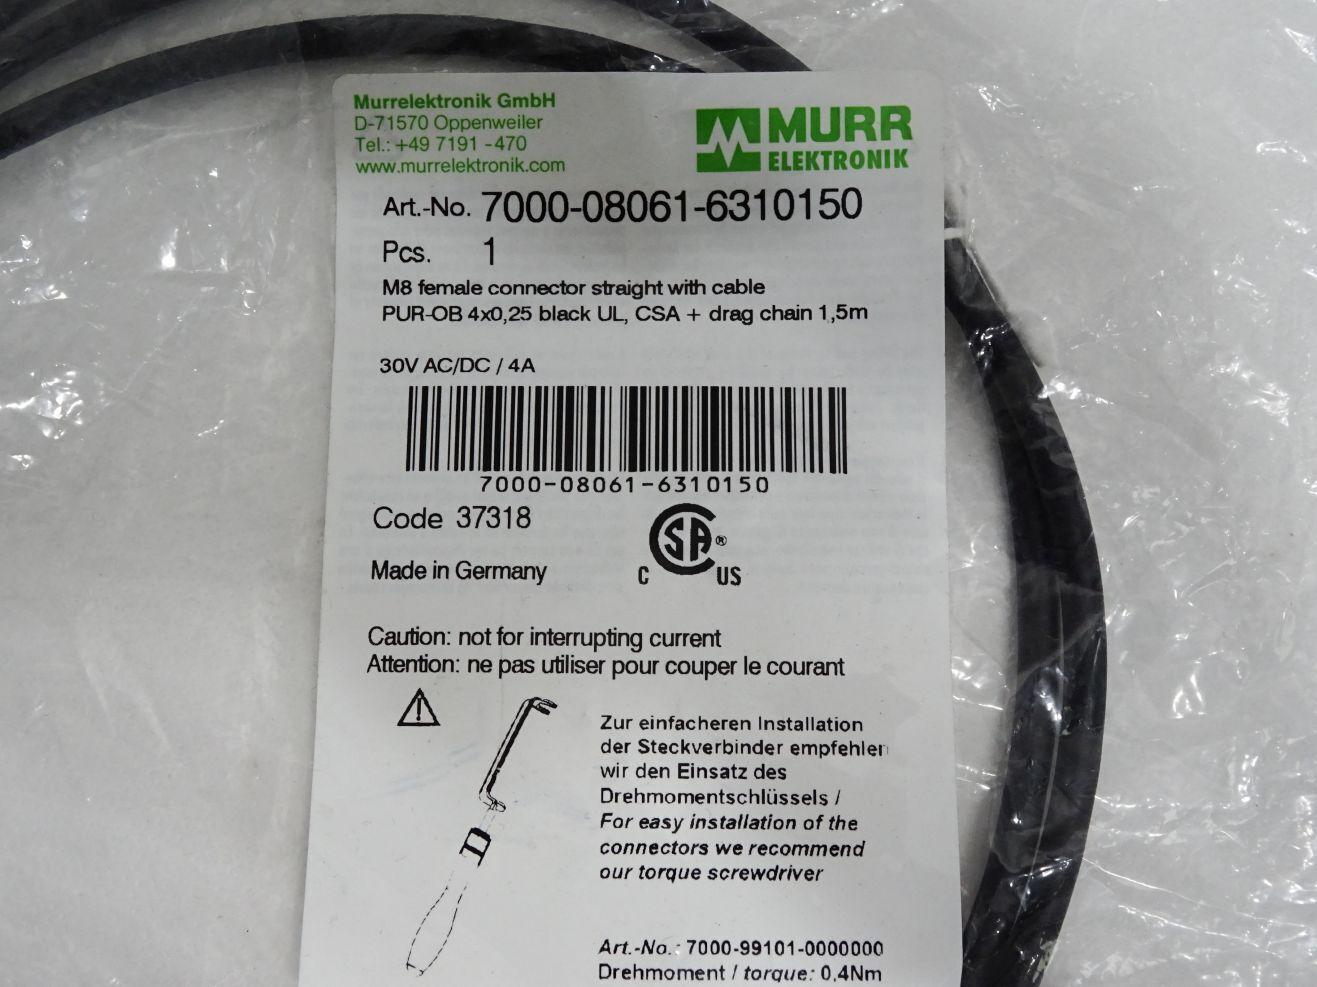 Murrelektronik GmbH
D-71570 Oppenweiler
Tel.: +49 7191 -470
www.murrelektronik.com
MURR
ELEKTRONIK
Art.-No. 7000-08061-6310150
Pcs. 1
M8 female connector straight with cable
PUR-OB 4x0,25 black UL, CSA + drag chain 1,5m
30V AC/DC / 4A
7000-08061-6310150
Code 37318
CSA®
C US
Made in Germany
Caution: not for interrupting current
Attention: ne pas utiliser pour couper le courant
Zur einfacheren Installation
der Steckverbinder empfehlen
wir den Einsatz des
Drehmomentschlüssels /
For easy installation of the
connectors we recommend
our torque screwdriver
Art.-No.: 7000-99101-0000000
Drehmoment / torque: 0,4Nm